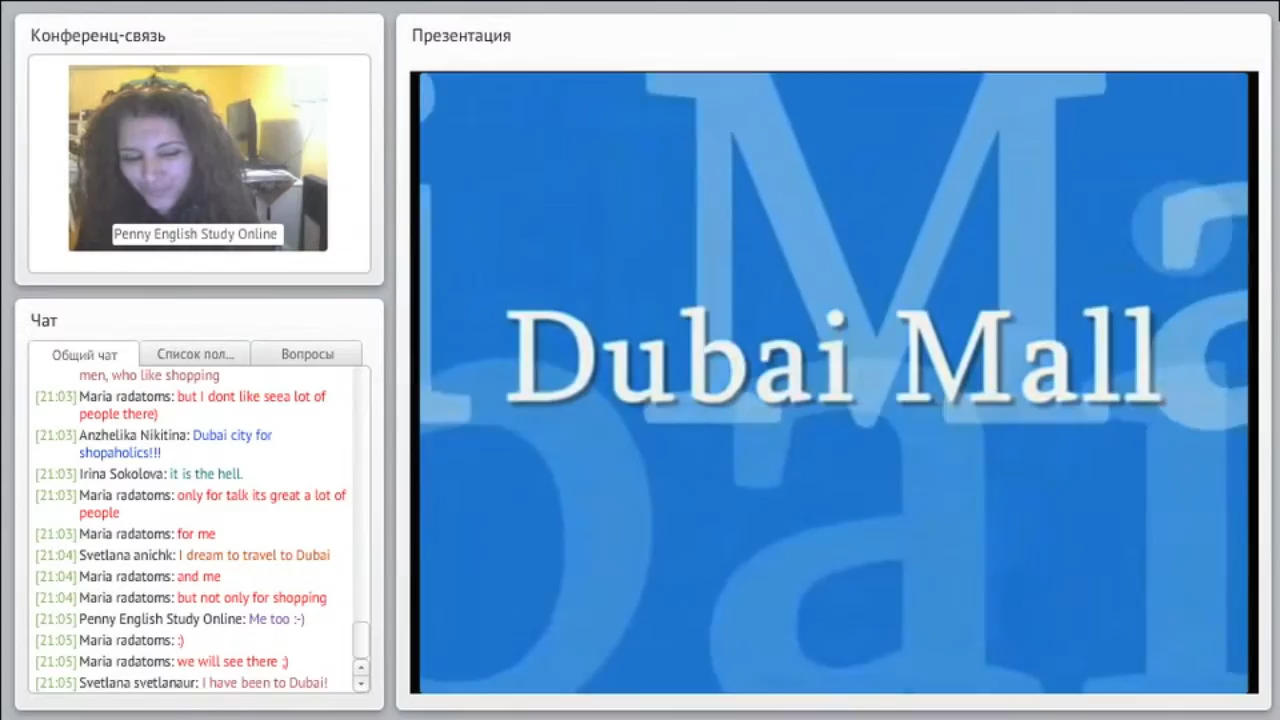 Конференц-связь
Penny English Study Online
Чат
Общий чат
Список пол...
Вопросы
men, who like shopping
[21:03] Maria radatoms: but I dont like seea lot of
people there)
[21:03] Anzhelika Nikitina: Dubai city for
shopaholics!!!
[21:03] Irina Sokolova: it is the hell.
[21:03] Maria radatoms: only for talk its great a lot of
people
[21:03] Maria radatoms: for me
[21:04] Svetlana anichk: I dream to travel to Dubai
[21:04] Maria radatoms: and me
[21:04] Maria radatoms: but not only for shopping
[21:05] Penny English Study Online: Me too :-)
[21:05] Maria radatoms: :)
[21:05] Maria radatoms: we will see there ;)
[21:05] Svetlana svetlanaur: I have been to Dubai!
Презентация
Dubai Mall